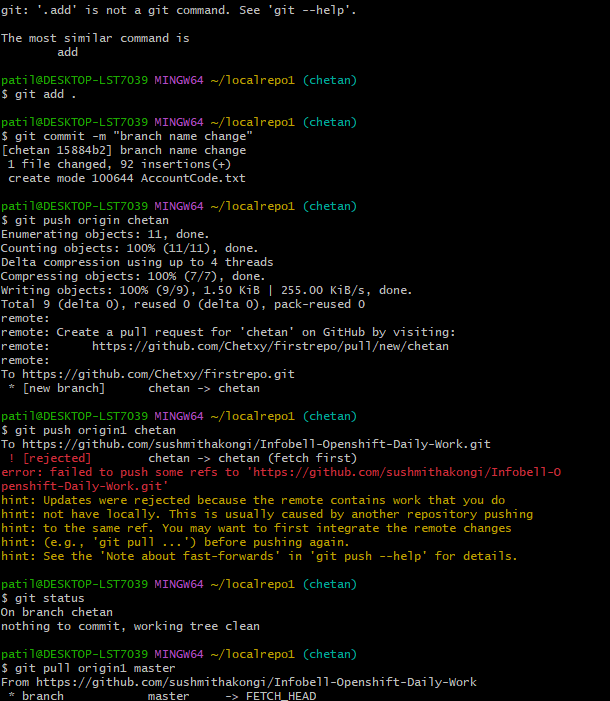 git: '.add' is not a git command. See 'git --help'.
The most similar command is
add
patil@DESKTOP-LST7O39 MINGW64 ~/localrepo1 (chetan)
$ git add .
patil@DESKTOP-LST7O39 MINGW64 ~/localrepo1 (chetan)
$ git commit -m "branch name change"
[chetan 15884b2] branch name change
1 file changed, 92 insertions(+)
create mode 100644 AccountCode.txt
patil@DESKTOP-LST7O39 MINGW64 ~/localrepo1 (chetan)
$ git push origin chetan
Enumerating objects: 11, done.
Counting objects: 100% (11/11), done.
Delta compression using up to 4 threads
Compressing objects: 100% (7/7), done.
Writing objects: 100% (9/9), 1.50 KiB | 255.00 KiB/s, done.
Total 9 (delta 0), reused 0 (delta 0), pack-reused 0
remote:
remote: Create a pull request for 'chetan' on GitHub by visiting:
remote:      https://github.com/Chetxy/firstrepo/pull/new/chetan
remote:
To https://github.com/Chetxy/firstrepo.git
* [new branch]      chetan -> chetan
patil@DESKTOP-LST7O39 MINGW64 ~/localrepo1 (chetan)
$ git push origin1 chetan
To https://github.com/sushmithakongi/Infobell-Openshift-Daily-Work.git
! [rejected]        chetan -> chetan (fetch first)
error: failed to push some refs to 'https://github.com/sushmithakongi/Infobell-O
penshift-Daily-Work.git'
hint: Updates were rejected because the remote contains work that you do
hint: not have locally. This is usually caused by another repository pushing
hint: to the same ref. You may want to first integrate the remote changes
hint: (e.g., 'git pull ...') before pushing again.
hint: See the 'Note about fast-forwards' in 'git push --help' for details.
patil@DESKTOP-LST7O39 MINGW64 ~/localrepo1 (chetan)
$ git status
On branch chetan
nothing to commit, working tree clean
patil@DESKTOP-LST7O39 MINGW64 ~/localrepo1 (chetan)
$ git pull origin1 master
From https://github.com/sushmithakongi/Infobell-Openshift-Daily-Work
* branch            master     -> FETCH_HEAD